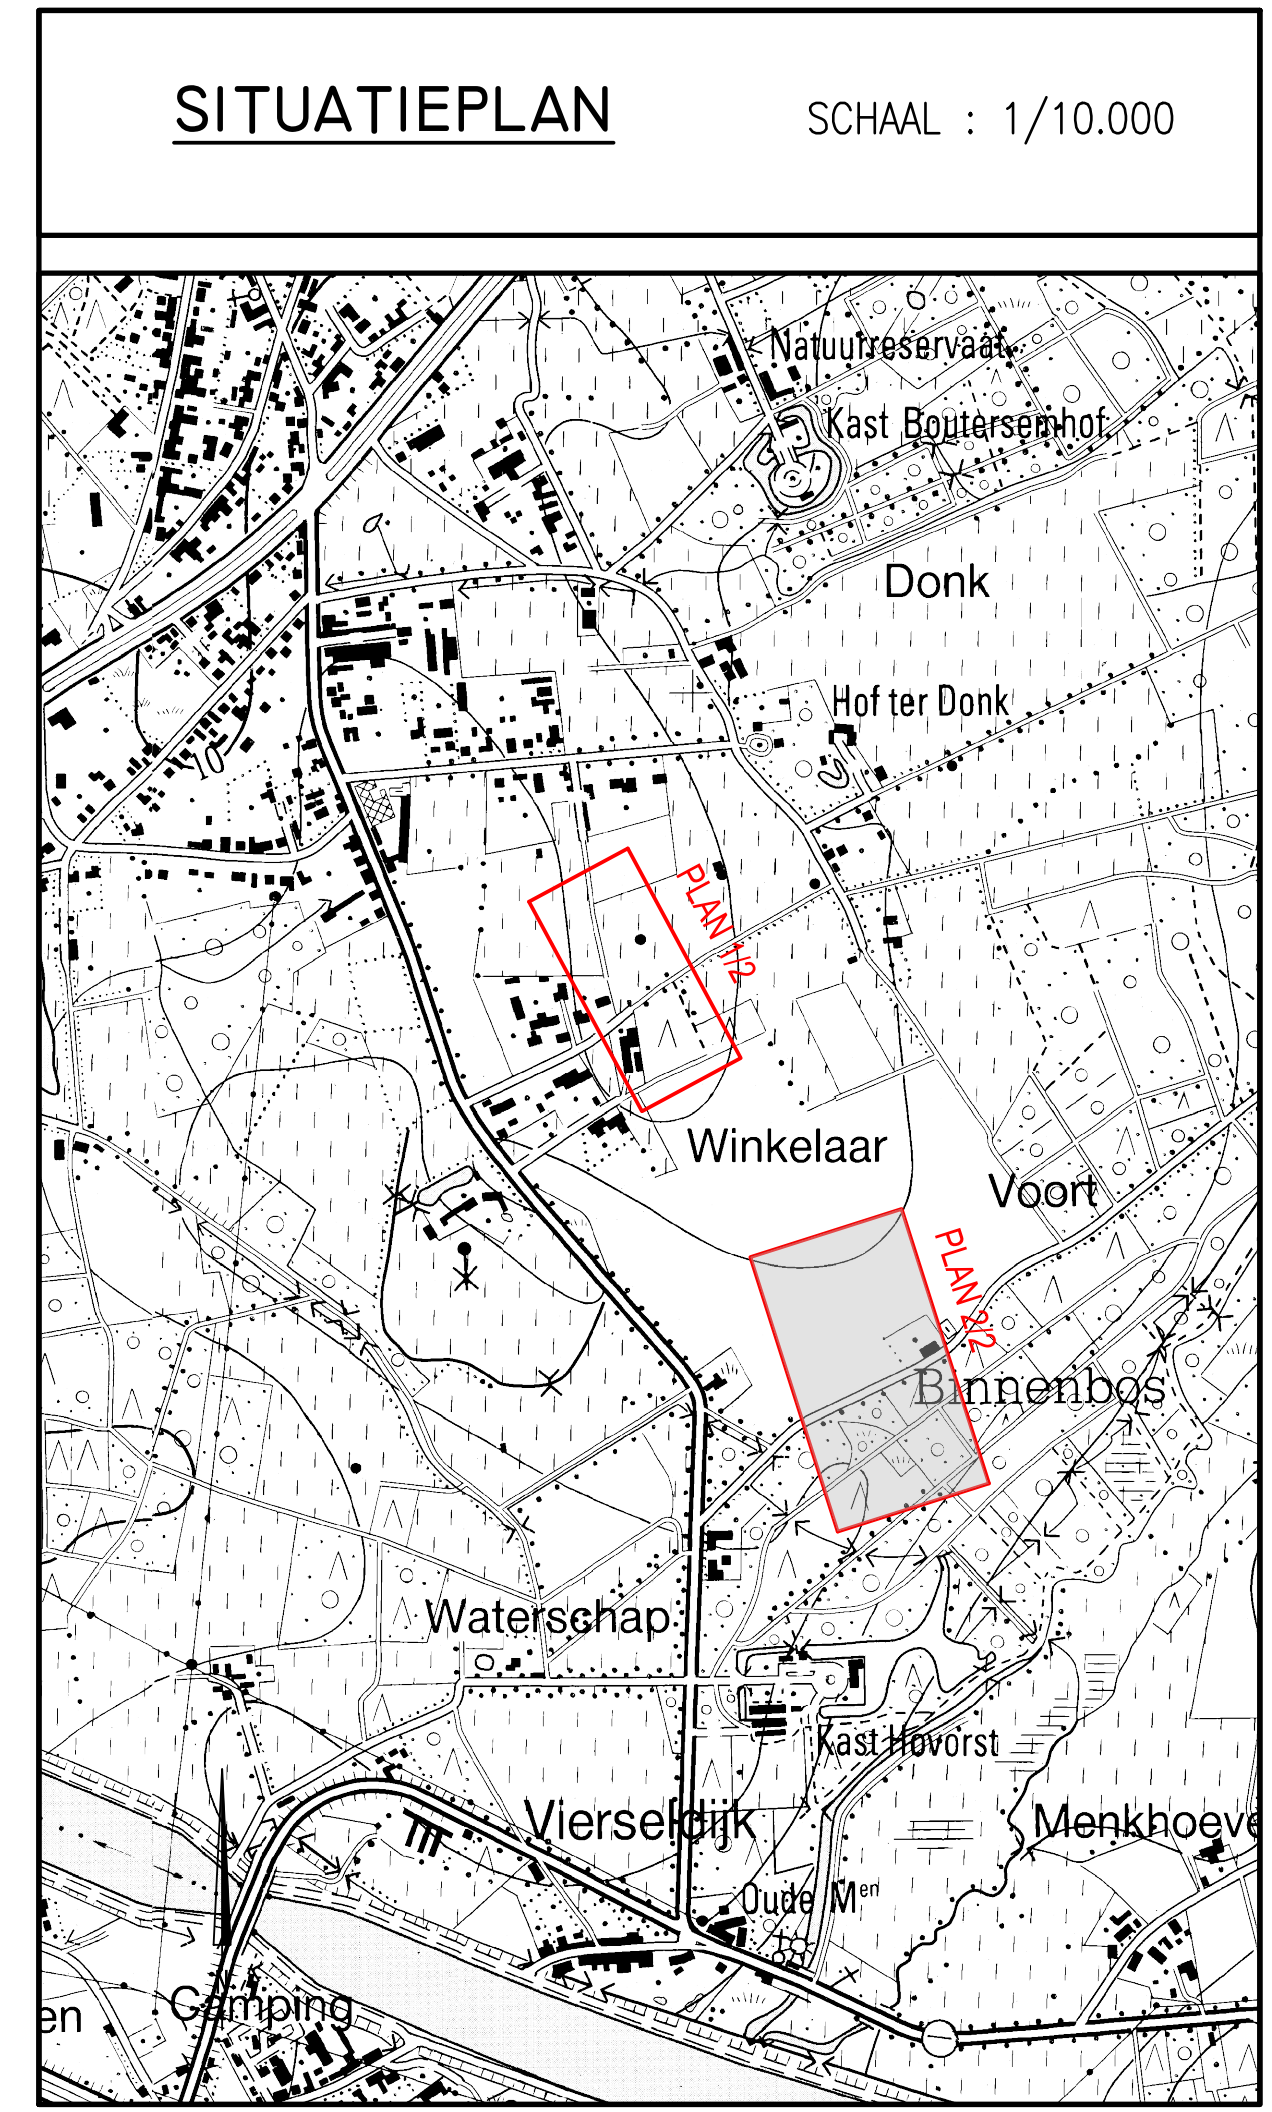 SITUATIEPLAN
SCHAAL : 1/10.000
Natuurreservaat
Kast Boutersemhof
Donk
Hof ter Donk
10
PLAN 1/2
Winkelaar
Voort
PLAN 2/2
Binnenbos
Waterschap
Kast Hovorst
Vierseldijk
Menkhoeve
Oude Men
Camping
en